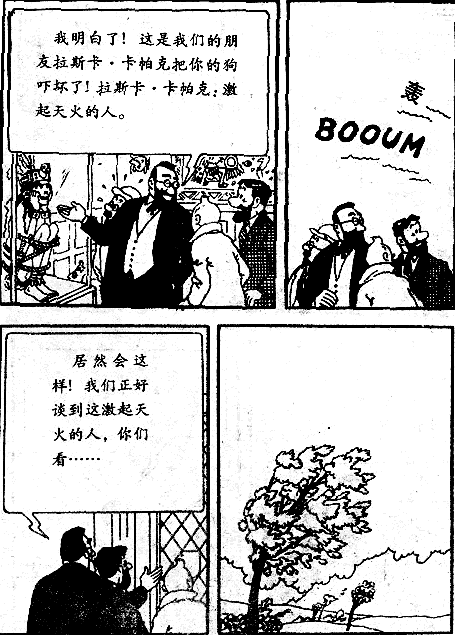 我明白了！这是我们的朋
友拉斯卡·卡帕克把你的狗
吓坏了！拉斯卡·卡帕克：激
起天火的人。
轰
BOOUM
居然会这
样！我们正好
谈到这激起天
火的人，你们
看……